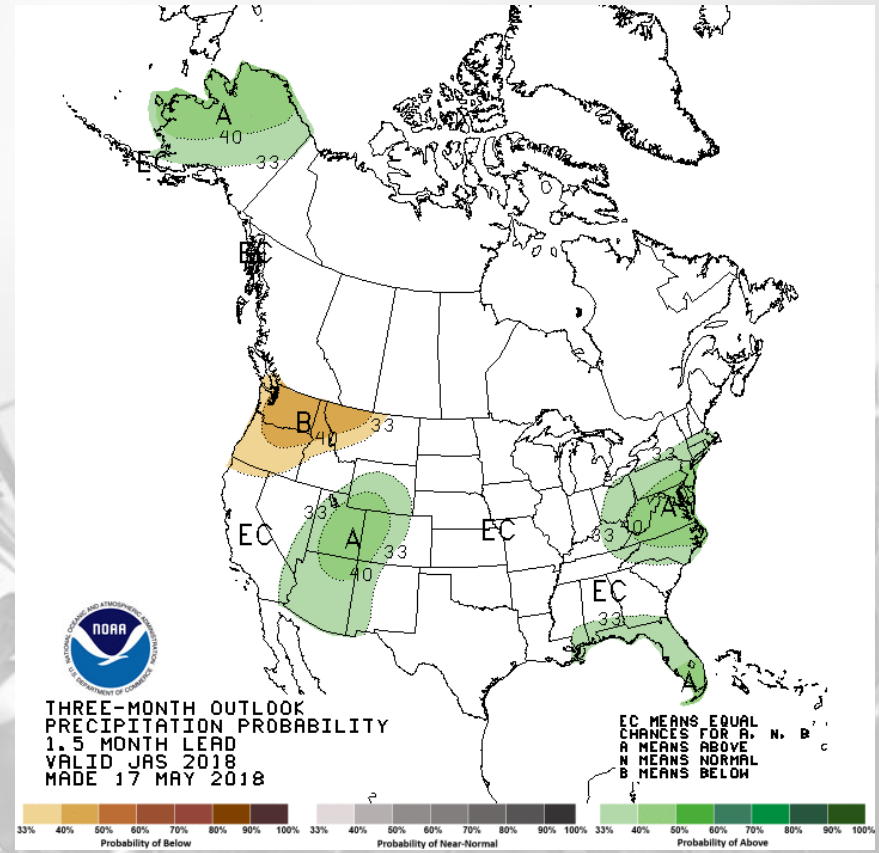 A
40
EC
33
EC
B
33
40
33
A
EC
33
40
EC
A
40
33
33
EC
33
A
NATIONAL OCEANIC AND ATMOSPHERIC ADMINISTRATION
NOAA
U.S. DEPARTMENT OF COMMERCE
THREE-MONTH OUTLOOK
PRECIPITATION PROBABILITY
1.5 MONTH LEAD
VALID JAS 2018
MADE 17 MAY 2018
EC MEANS EQUAL
CHANCES FOR A, N, B
A MEANS ABOVE
N MEANS NORMAL
B MEANS BELOW
33% 40% 50% 60% 70% 80% 90% 100%
Probability of Below
33% 40% 50% 60% 70% 80% 90% 100%
Probability of Near-Normal
33% 40% 50% 60% 70% 80% 90% 100%
Probability of Above